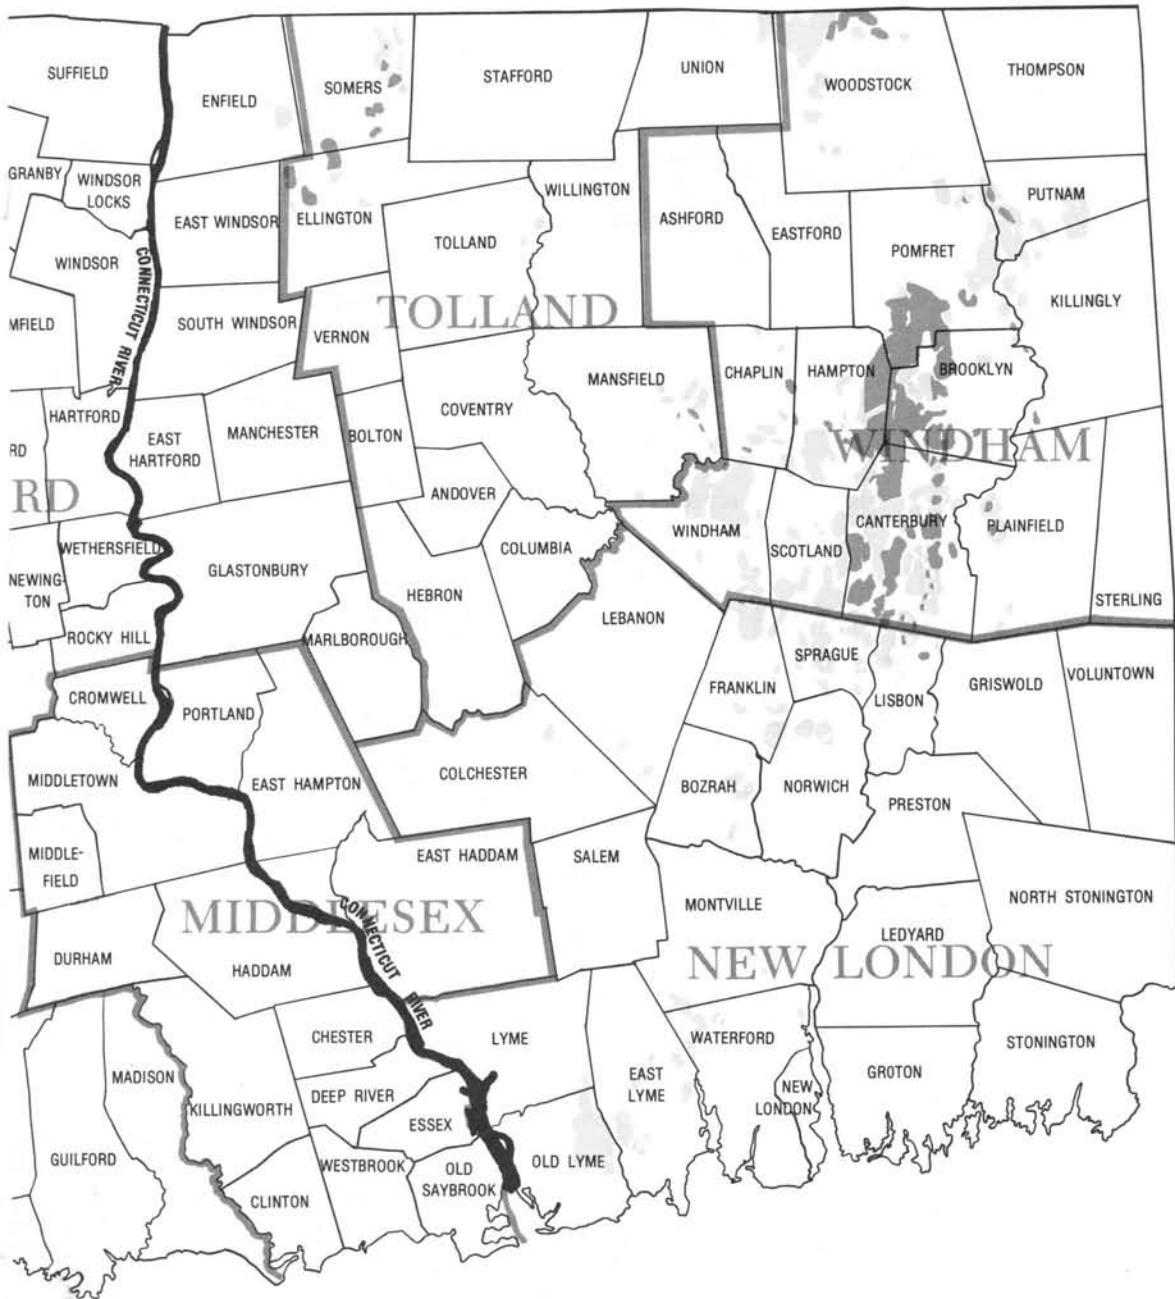 SUFFIELD
ENFIELD
SOMERS
STAFFORD
UNION
WOODSTOCK
THOMPSON
GRANBY
WINDSOR
LOCKS
EAST WINDSOR
ELLINGTON
WILLINGTON
ASHFORD
EASTFORD
PUTNAM
WINDSOR
TOLLAND
POMFRET
KILLINGLY
CONNECTICUT RIVER
MFIELD
SOUTH WINDSOR
VERNON
TOLLAND
MANSFIELD
CHAPLIN
HAMPTON
BROOKLYN
HARTFORD
RD
EAST
HARTFORD
MANCHESTER
BOLTON
COVENTRY
WINDHAM
RD
ANDOVER
WETHERSFIELD
GLASTONBURY
COLUMBIA
WINDHAM
SCOTLAND
CANTERBURY
PLAINFIELD
NEWING-
TON
ROCKY HILL
MARLBOROUGH
HEBRON
LEBANON
STERLING
CROMWELL
PORTLAND
FRANKLIN
SPRAGUE
LISBON
GRISWOLD
VOLUNTOWN
MIDDLETOWN
EAST HAMPTON
COLCHESTER
BOZRAH
NORWICH
PRESTON
MIDDLE-
FIELD
EAST HADDAM
SALEM
MONTVILLE
NORTH STONINGTON
MIDDLESEX
CONNECTICUT RIVER
LEDYARD
NEW LONDON
DURHAM
HADDAM
CHESTER
LYME
WATERFORD
GROTON
STONINGTON
MADISON
KILLINGWORTH
DEEP RIVER
ESSEX
EAST
LYME
NEW
LONDON
GUILFORD
CLINTON
WESTBROOK
OLD
SAYBROOK
OLD LYME